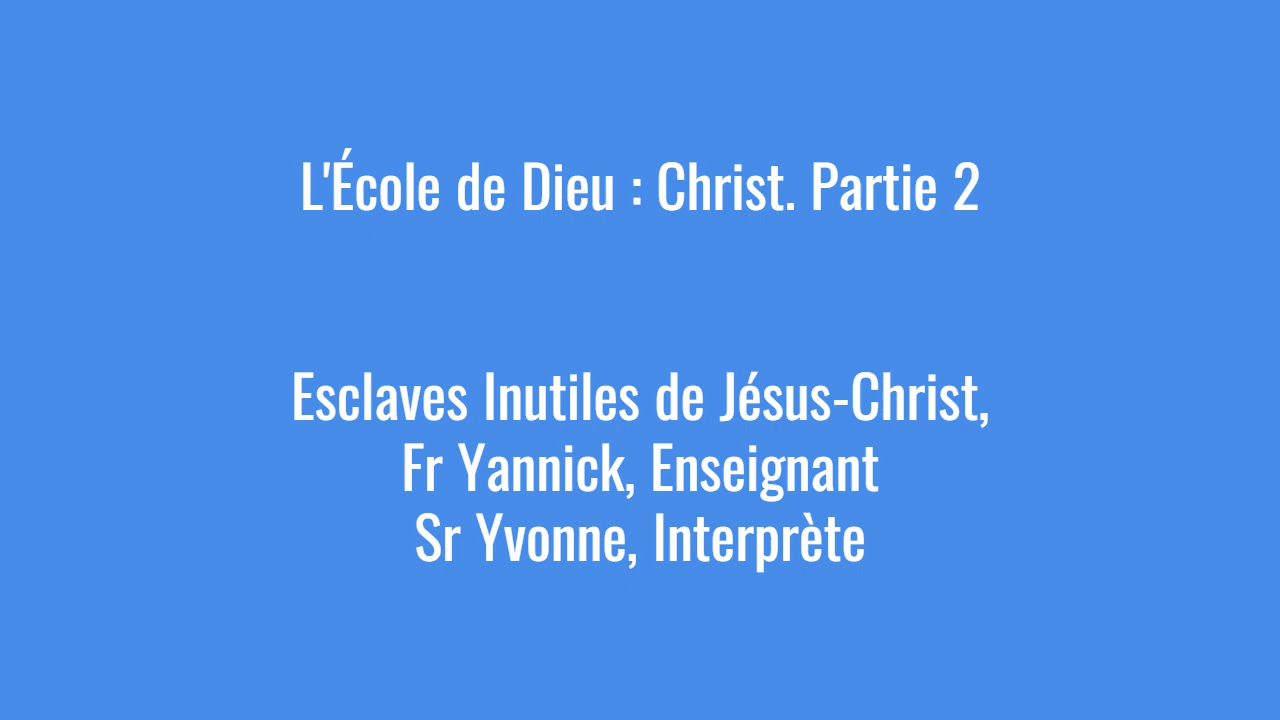 L'École de Dieu : Christ. Partie 2
Esclaves Inutiles de Jésus-Christ,
Fr Yannick, Enseignant
Sr Yvonne, Interprète